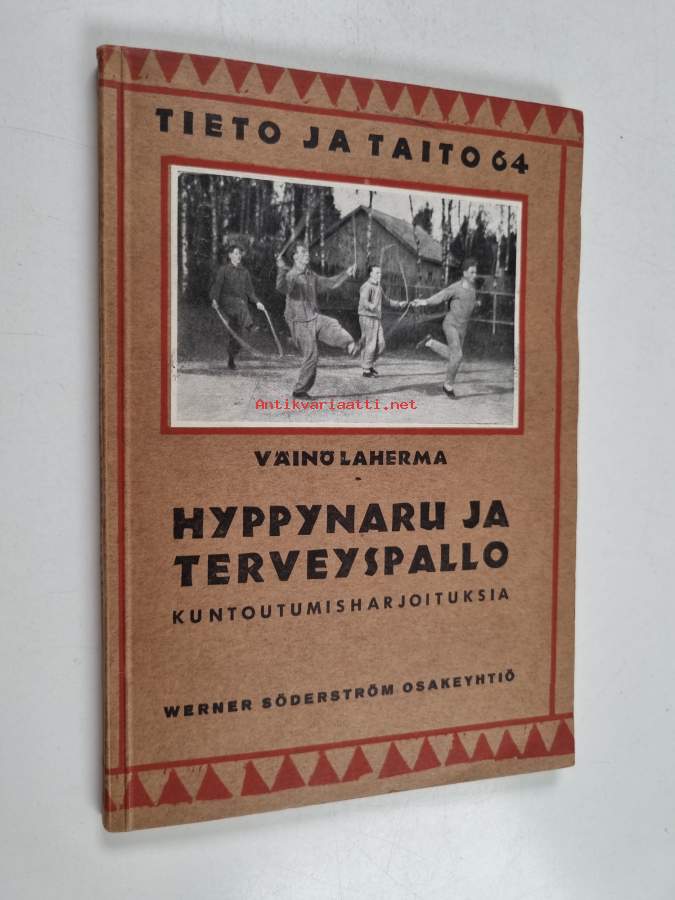 TIETO JA TAITO 64
Antikvariaatti.net
VÄINÖ LAHERMA
HYPPYNARU JA
TERVEYSPALLO
KUNTOUTUMISHARJOITUKSIA
WERNER SÖDERSTRÖM OSAKEYHTIÖ